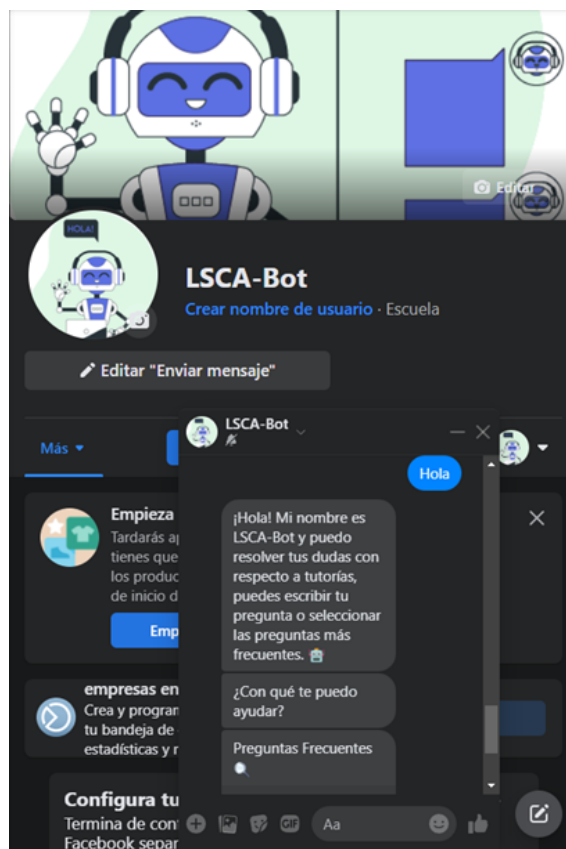 Editar
HOLA!
LSCA-Bot
Crear nombre de usuario · Escuela
Editar "Enviar mensaje"
Más
LSCA-Bot
Hola
¡Hola! Mi nombre es
LSCA-Bot y puedo
resolver tus dudas con
respecto a tutorías,
puedes escribir tu
pregunta o seleccionar
las preguntas más
frecuentes. 🤖
¿Con qué te puedo
ayudar?
Preguntas Frecuentes
🔍
GIF
Aa
Empieza
Tardarás
tienes que
los produc
de inicio d
Emp
empresas en
Crea y program
tu bandeja de
estadísticas y
Configura tu
Termina de con
Facebook separ